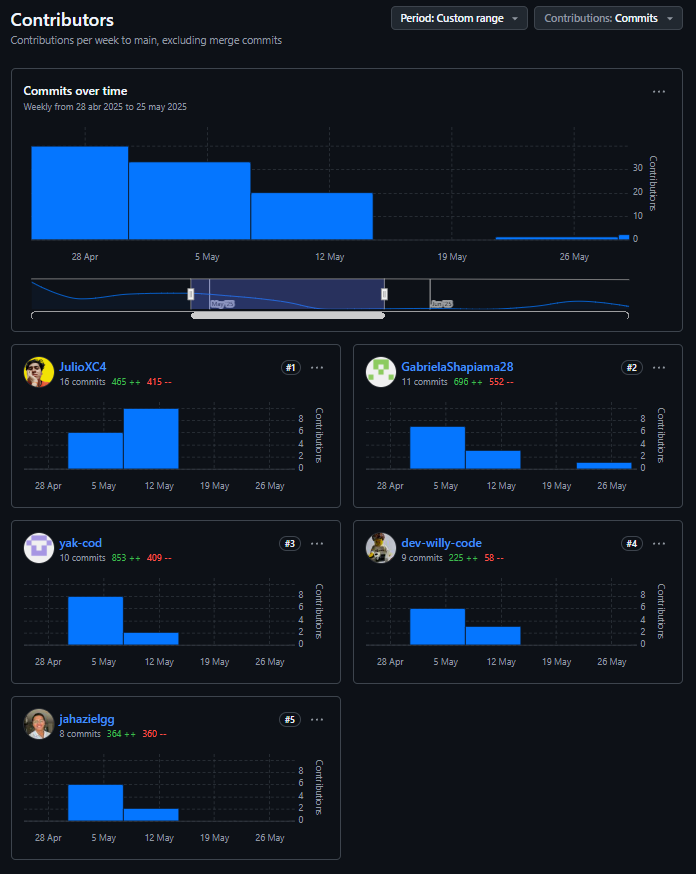 Contributors
Period: Custom range
Contributions: Commits
Contributions per week to main, excluding merge commits
Commits over time
Weekly from 28 abr 2025 to 25 may 2025
30
20
10
0
Contributions
28 Apr 5 May 12 May 19 May 26 May
May '25 Jun '25
JulioXC4 #1
16 commits 465 ++ 415 --
8
6
4
2
0
Contributions
28 Apr 5 May 12 May 19 May 26 May
GabrielaShapiama28 #2
11 commits 696 ++ 552 --
8
6
4
2
0
Contributions
28 Apr 5 May 12 May 19 May 26 May
yak-cod #3
10 commits 853 ++ 409 --
8
6
4
2
0
Contributions
28 Apr 5 May 12 May 19 May 26 May
dev-willy-code #4
9 commits 225 ++ 58 --
8
6
4
2
0
Contributions
28 Apr 5 May 12 May 19 May 26 May
jahazielgg #5
8 commits 364 ++ 360 --
8
6
4
2
0
Contributions
28 Apr 5 May 12 May 19 May 26 May